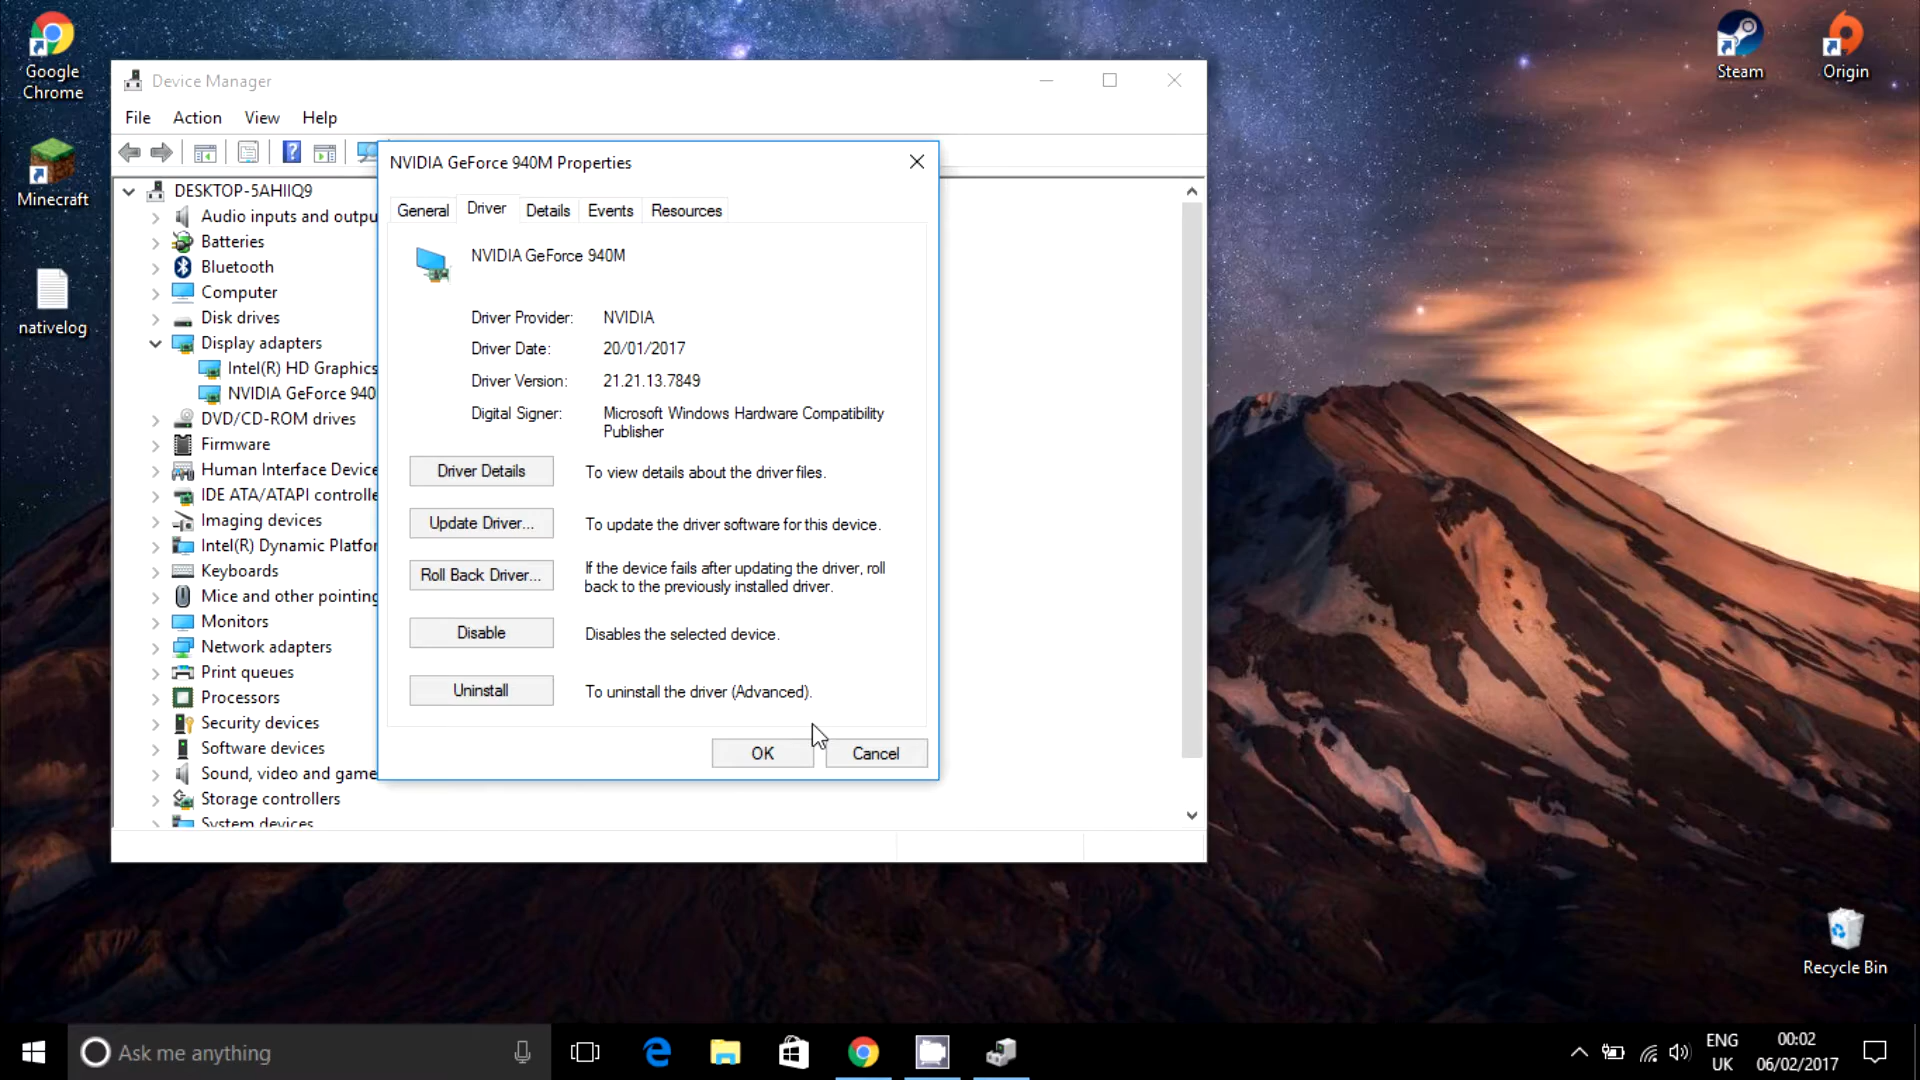 Google
Chrome
Minecraft
nativelog
Steam
Origin
Recycle Bin
Device Manager
File Action View Help
DESKTOP-5AHIIQ9
Audio inputs and outpu
Batteries
Bluetooth
Computer
Disk drives
Display adapters
Intel(R) HD Graphics
NVIDIA GeForce 940
DVD/CD-ROM drives
Firmware
Human Interface Device
IDE ATA/ATAPI controlle
Imaging devices
Intel(R) Dynamic Platfor
Keyboards
Mice and other pointing
Monitors
Network adapters
Print queues
Processors
Security devices
Software devices
Sound, video and game
Storage controllers
System devices
NVIDIA GeForce 940M Properties
General Driver Details Events Resources
NVIDIA GeForce 940M
Driver Provider: NVIDIA
Driver Date: 20/01/2017
Driver Version: 21.21.13.7849
Digital Signer: Microsoft Windows Hardware Compatibility
Publisher
Driver Details To view details about the driver files.
Update Driver... To update the driver software for this device.
Roll Back Driver... If the device fails after updating the driver, roll
back to the previously installed driver.
Disable Disables the selected device.
Uninstall To uninstall the driver (Advanced).
OK Cancel
Ask me anything
ENG
UK
00:02
06/02/2017